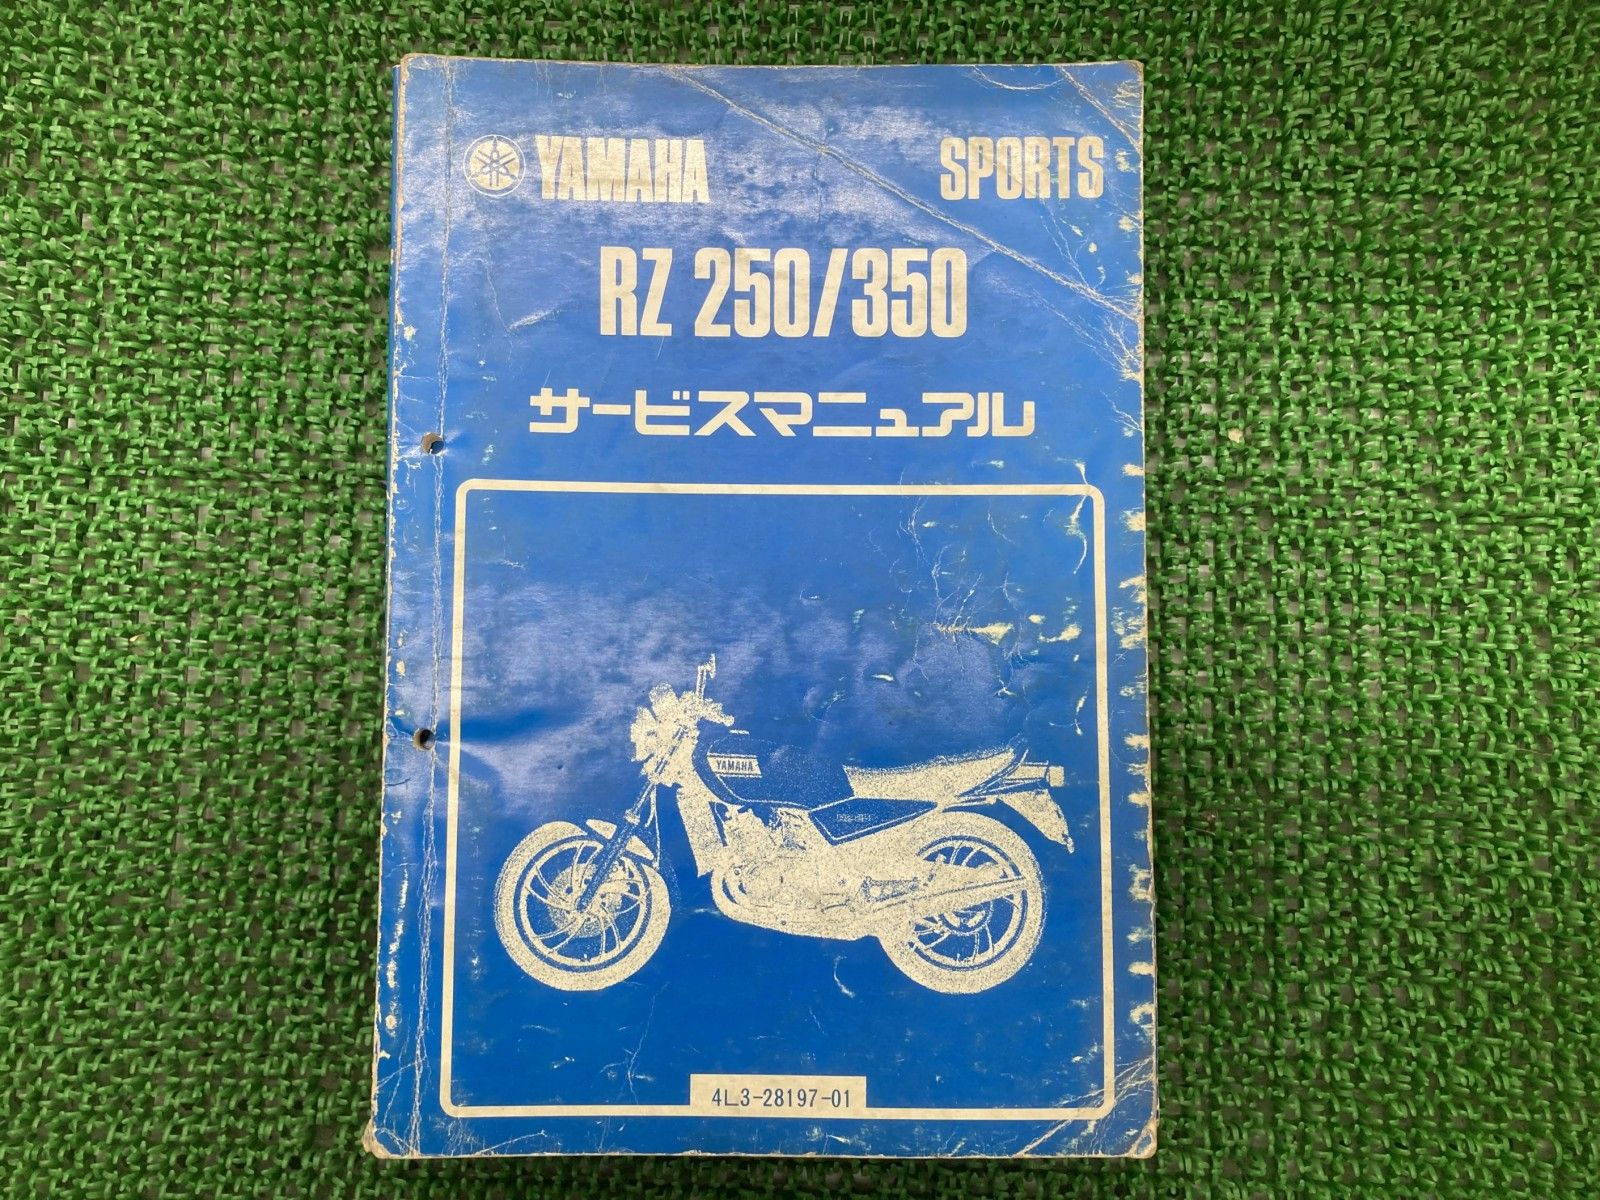 YAMAHA SPORTS
RZ 250/350
サービスマニュアル
YAMAHA
4L3-28197-01